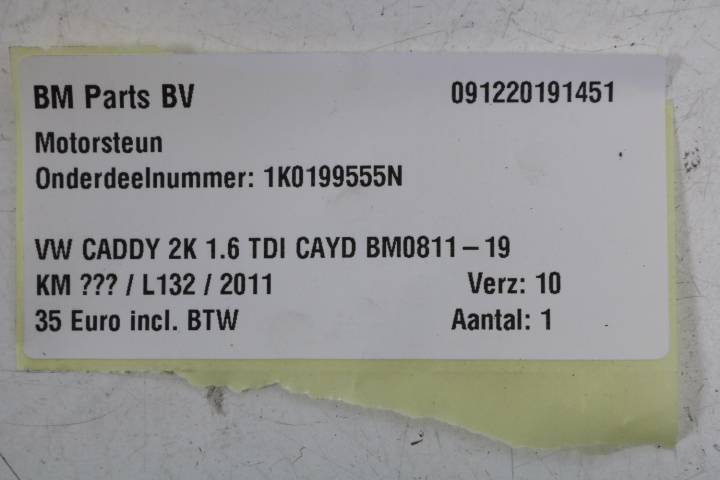 BM Parts BV 091220191451
Motorsteun
Onderdeelnummer: 1K0199555N
VW CADDY 2K 1.6 TDI CAYD BM0811-19
KM ??? / L132 / 2011 Verz: 10
35 Euro incl. BTW Aantal: 1